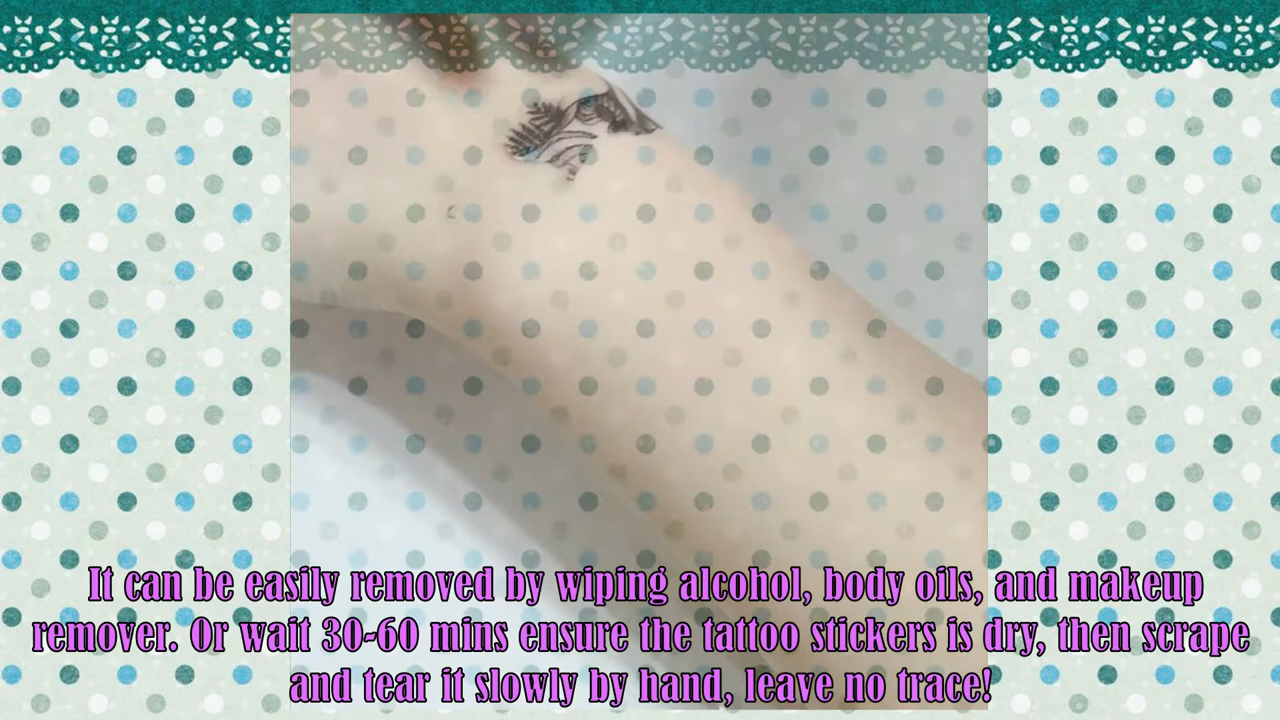 It can be easily removed by wiping alcohol, body oils, and makeup
remover. Or wait 30-60 mins ensure the tattoo stickers is dry, then scrape
and tear it slowly by hand, leave no trace!